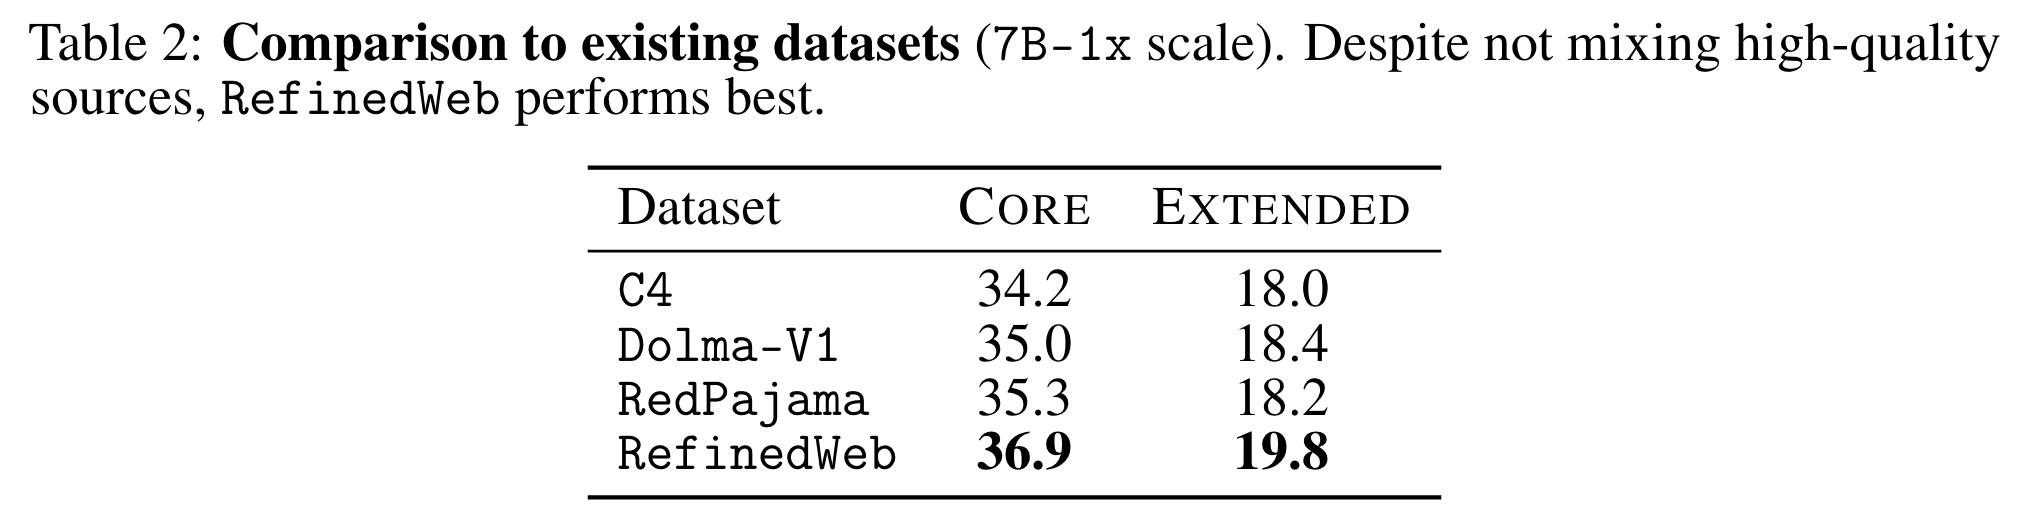 Table 2: Comparison to existing datasets (7B-1x scale). Despite not mixing high-quality
sources, RefinedWeb performs best.
Dataset CORE EXTENDED
C4 34.2 18.0
Dolma-V1 35.0 18.4
RedPajama 35.3 18.2
RefinedWeb 36.9 19.8